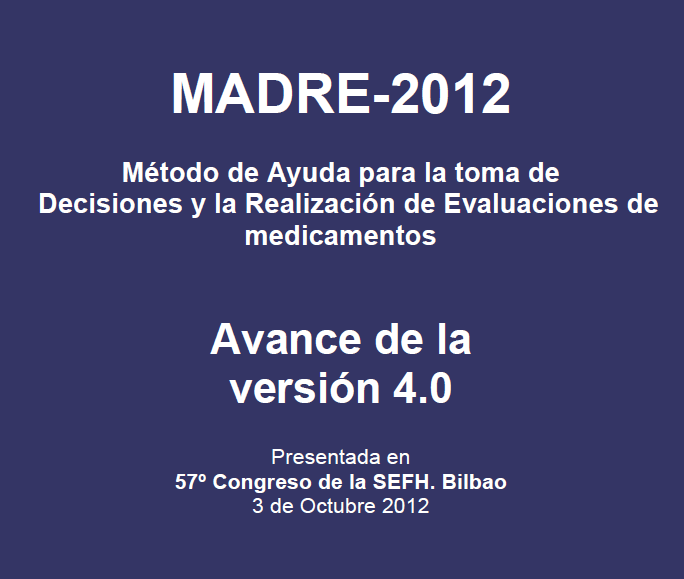 MADRE-2012
Método de Ayuda para la toma de
Decisiones y la Realización de Evaluaciones de
medicamentos
Avance de la
versión 4.0
Presentada en
57º Congreso de la SEFH. Bilbao
3 de Octubre 2012